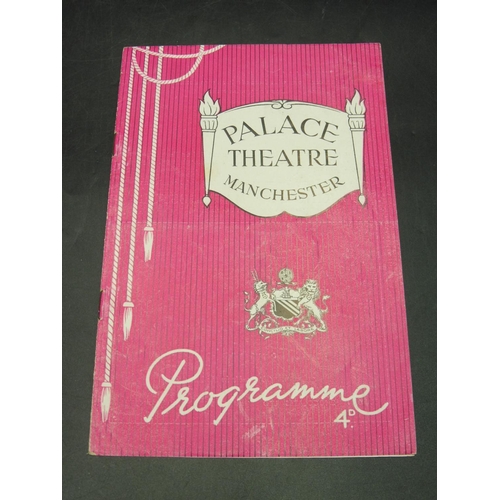 PALACE
THEATRE
MANCHESTER
Programme
4D.